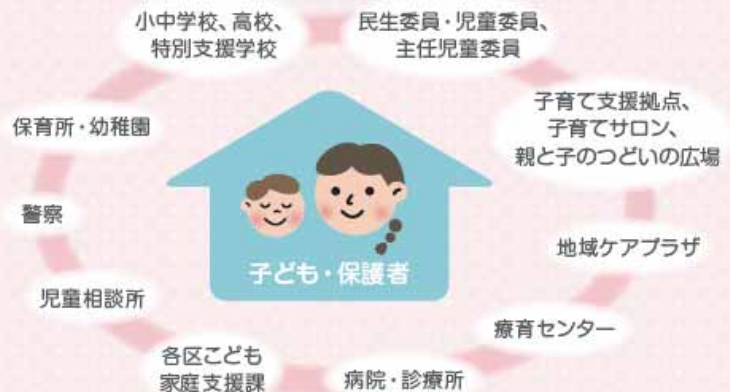 小中学校、高校、
特別支援学校
民生委員・児童委員、
主任児童委員
子育て支援拠点、
子育てサロン、
親と子のつどいの広場
保育所・幼稚園
警察
地域ケアプラザ
子ども・保護者
児童相談所
療育センター
各区こども
家庭支援課
病院・診療所